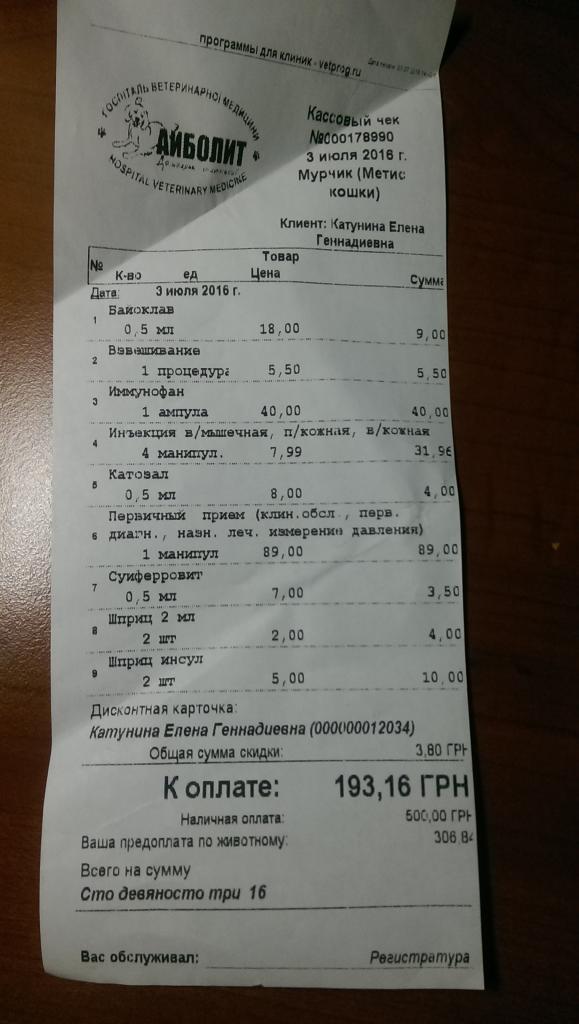 программы для клиник - vetprog.ru
ГОСПІТАЛЬ ВЕТЕРИНАРНОЇ МЕДИЦИНИ
АЙБОЛИТ
HOSPITAL VETERINARY MEDICINE
Кассовый чек
№000178990
3 июля 2016 г.
Мурчик (Метис
кошки)
Клиент: Катунина Елена
Геннадиевна
№ Товар
К-во ед Цена Сумма
Дата: 3 июля 2016 г.
1 Байоклав
0,5 мл 18,00 9,00
2 Взвешивание
1 процедура 5,50 5,50
3 Иммунофан
1 ампула 40,00 40,00
4 Инъекция в/мышечная, п/кожная, в/кожная
4 манипул. 7,99 31,96
5 Катозал
0,5 мл 8,00 4,00
Первичный прием (клин.обсл., перв.
6 диагн., назн. леч. измерение давления)
1 манипул 89,00 89,00
7 Суиферровит
0,5 мл 7,00 3,50
8 Шприц 2 мл
2 шт 2,00 4,00
9 Шприц инсул
2 шт 5,00 10,00
Дисконтная карточка:
Катунина Елена Геннадиевна (000000012034)
Общая сумма скидки: 3,80 ГРН
К оплате: 193,16 ГРН
Наличная оплата: 500,00 ГРН
Ваша предоплата по животному: 306,84
Всего на сумму
Сто девяносто три 16
Вас обслуживал: Регистратура